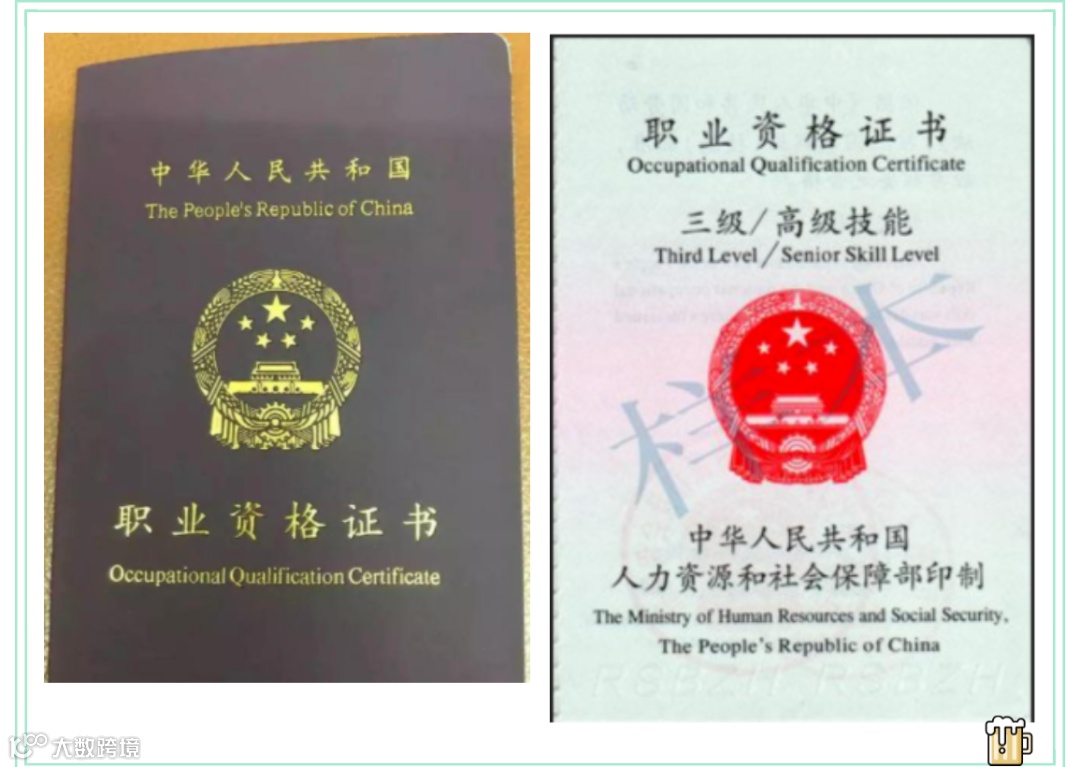 中华人民共和国
The People's Republic of China
职业资格证书
Occupational Qualification Certificate
职业资格证书
Occupational Qualification Certificate
三级/高级技能
Third Level/Senior Skill Level
样本
中华人民共和国
人力资源和社会保障部印制
The Ministry of Human Resources and Social Security,
The People's Republic of China
RSBZH RSBZH
大数跨境